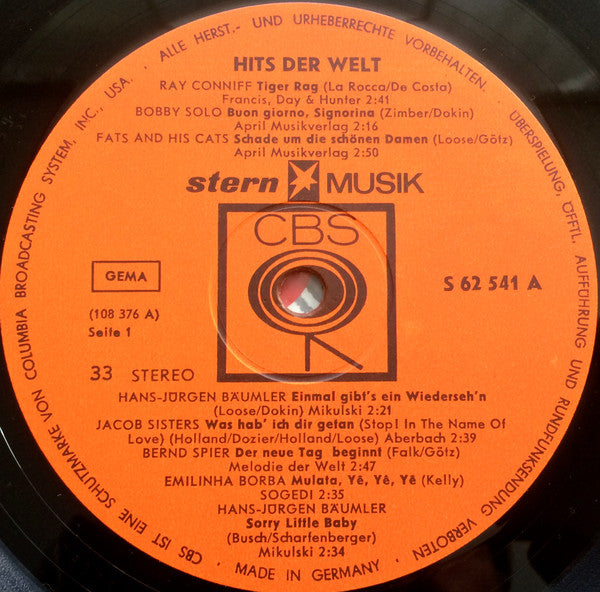 HITS DER WELT
RAY CONNIFF Tiger Rag (La Rocca/De Costa)
Francis, Day & Hunter 2:41
BOBBY SOLO Buon giorno, Signorina (Zimber/Dokin)
April Musikverlag 2:16
FATS AND HIS CATS Schade um die schönen Damen (Loose/Götz)
April Musikverlag 2:50
stern MUSIK
CBS
GEMA
S 62 541 A
(108 376 A)
Seite 1
33 STEREO
HANS-JÜRGEN BÄUMLER Einmal gibt's ein Wiederseh'n
(Loose/Dokin) Mikulski 2:21
JACOB SISTERS Was hab' ich dir getan (Stop! In The Name Of
Love) (Holland/Dozier/Holland/Loose) Aberbach 2:39
BERND SPIER Der neue Tag beginnt (Falk/Götz)
Melodie der Welt 2:47
EMILINHA BORBA Mulata, Yê, Yê, Yê (Kelly)
SOGEDI 2:35
HANS-JÜRGEN BÄUMLER
Sorry Little Baby
(Busch/Scharfenberger)
Mikulski 2:34
CBS IST EINE SCHUTZMARKE VON COLUMBIA BROADCASTING SYSTEM, INC., USA. · ALLE HERST.- UND URHEBERRECHTE VORBEHALTEN. ÜBERSPIELUNG, ÖFFTL. AUFFÜHRUNG UND RUNDFUNKSENDUNG VERBOTEN · MADE IN GERMANY ·